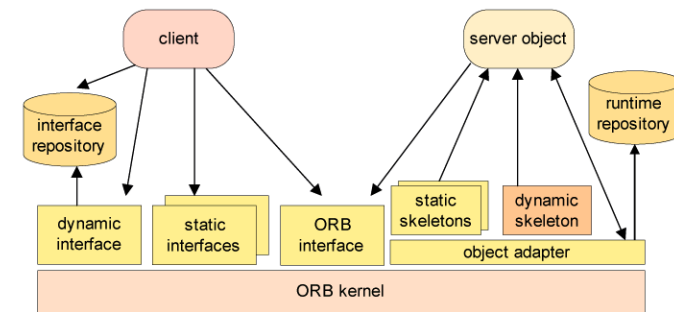 client
server object
interface
repository
runtime
repository
dynamic
interface
static
interfaces
ORB
interface
static
skeletons
dynamic
skeleton
object adapter
ORB kernel